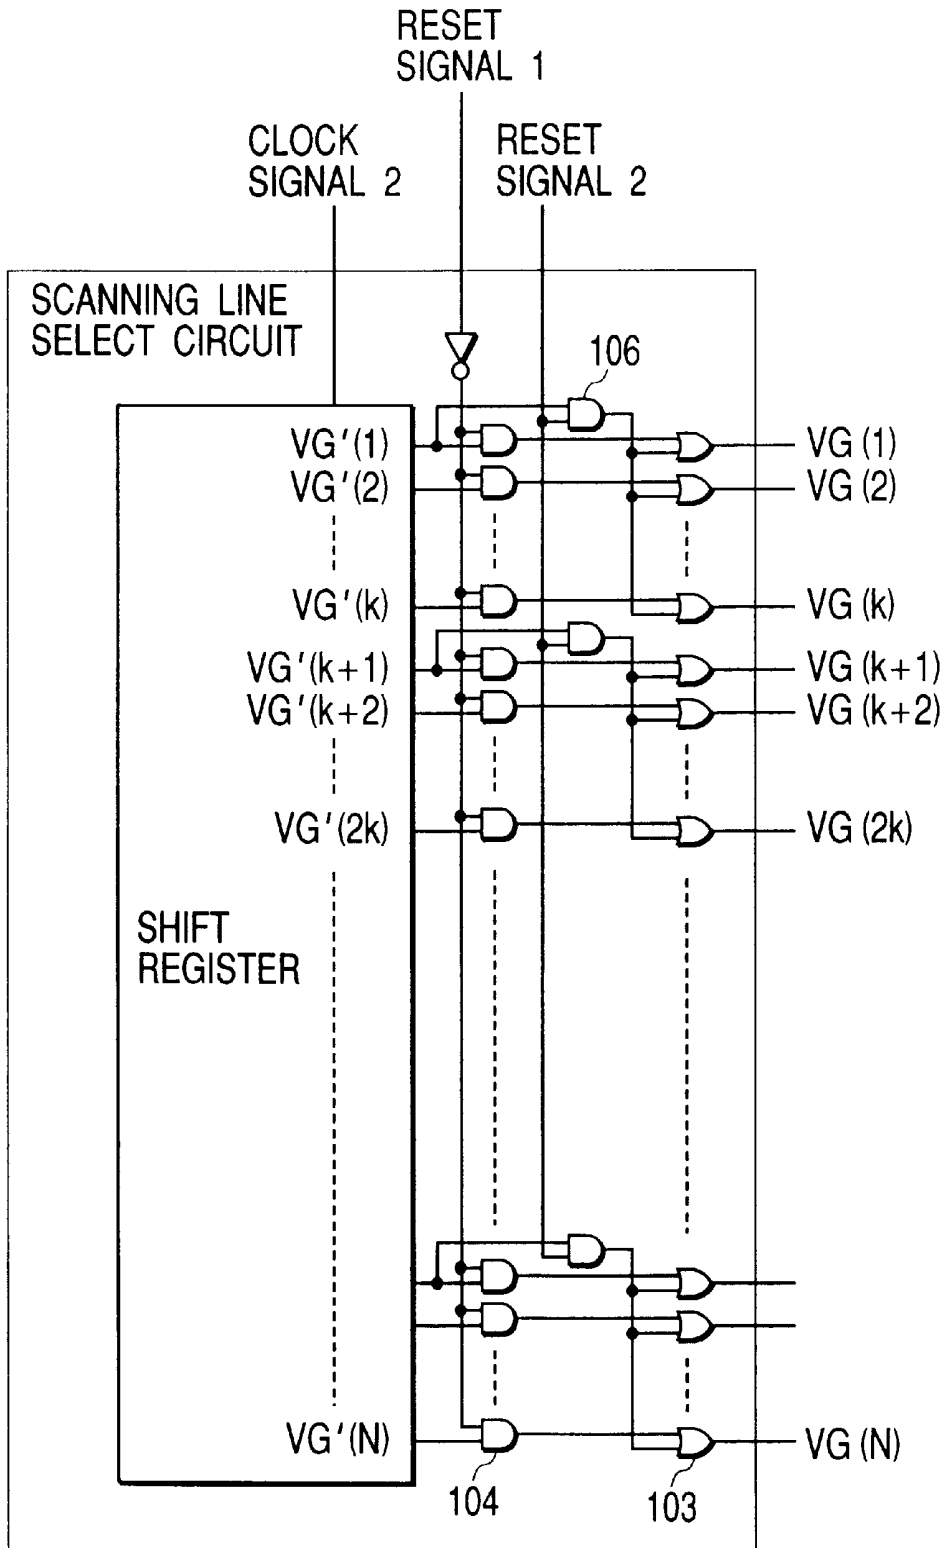 RESET
SIGNAL 1
CLOCK
SIGNAL 2
RESET
SIGNAL 2
SCANNING LINE
SELECT CIRCUIT
106
VG'(1)
VG(1)
VG'(2)
VG(2)
VG'(k)
VG(k)
VG'(k+1)
VG(k+1)
VG'(k+2)
VG(k+2)
VG'(2k)
VG(2k)
SHIFT
REGISTER
VG'(N)
VG(N)
104
103